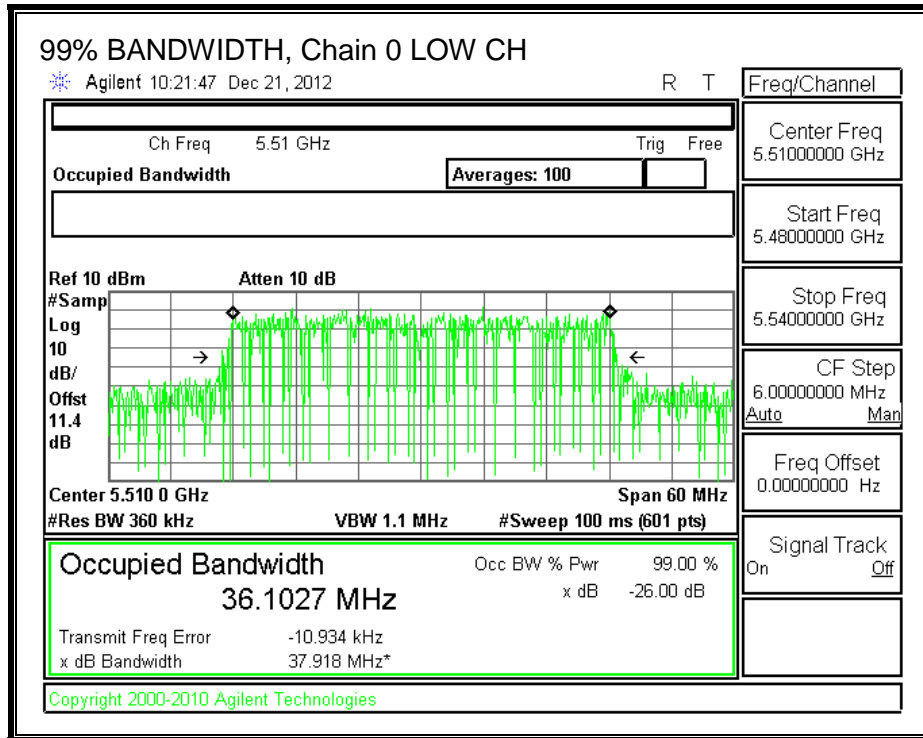 99% BANDWIDTH, Chain 0 LOW CH
Agilent 10:21:47 Dec 21, 2012 R T
Ch Freq 5.51 GHz Trig Free
Occupied Bandwidth Averages: 100
Ref 10 dBm Atten 10 dB
#Samp
Log
10
dB/
Offst
11.4
dB
Center 5.510 0 GHz Span 60 MHz
#Res BW 360 kHz VBW 1.1 MHz #Sweep 100 ms (601 pts)
Occupied Bandwidth Occ BW % Pwr 99.00 %
36.1027 MHz x dB -26.00 dB
Transmit Freq Error -10.934 kHz
x dB Bandwidth 37.918 MHz*
Copyright 2000-2010 Agilent Technologies
Freq/Channel
Center Freq
5.51000000 GHz
Start Freq
5.48000000 GHz
Stop Freq
5.54000000 GHz
CF Step
6.00000000 MHz
Auto Man
Freq Offset
0.00000000 Hz
Signal Track
On Off